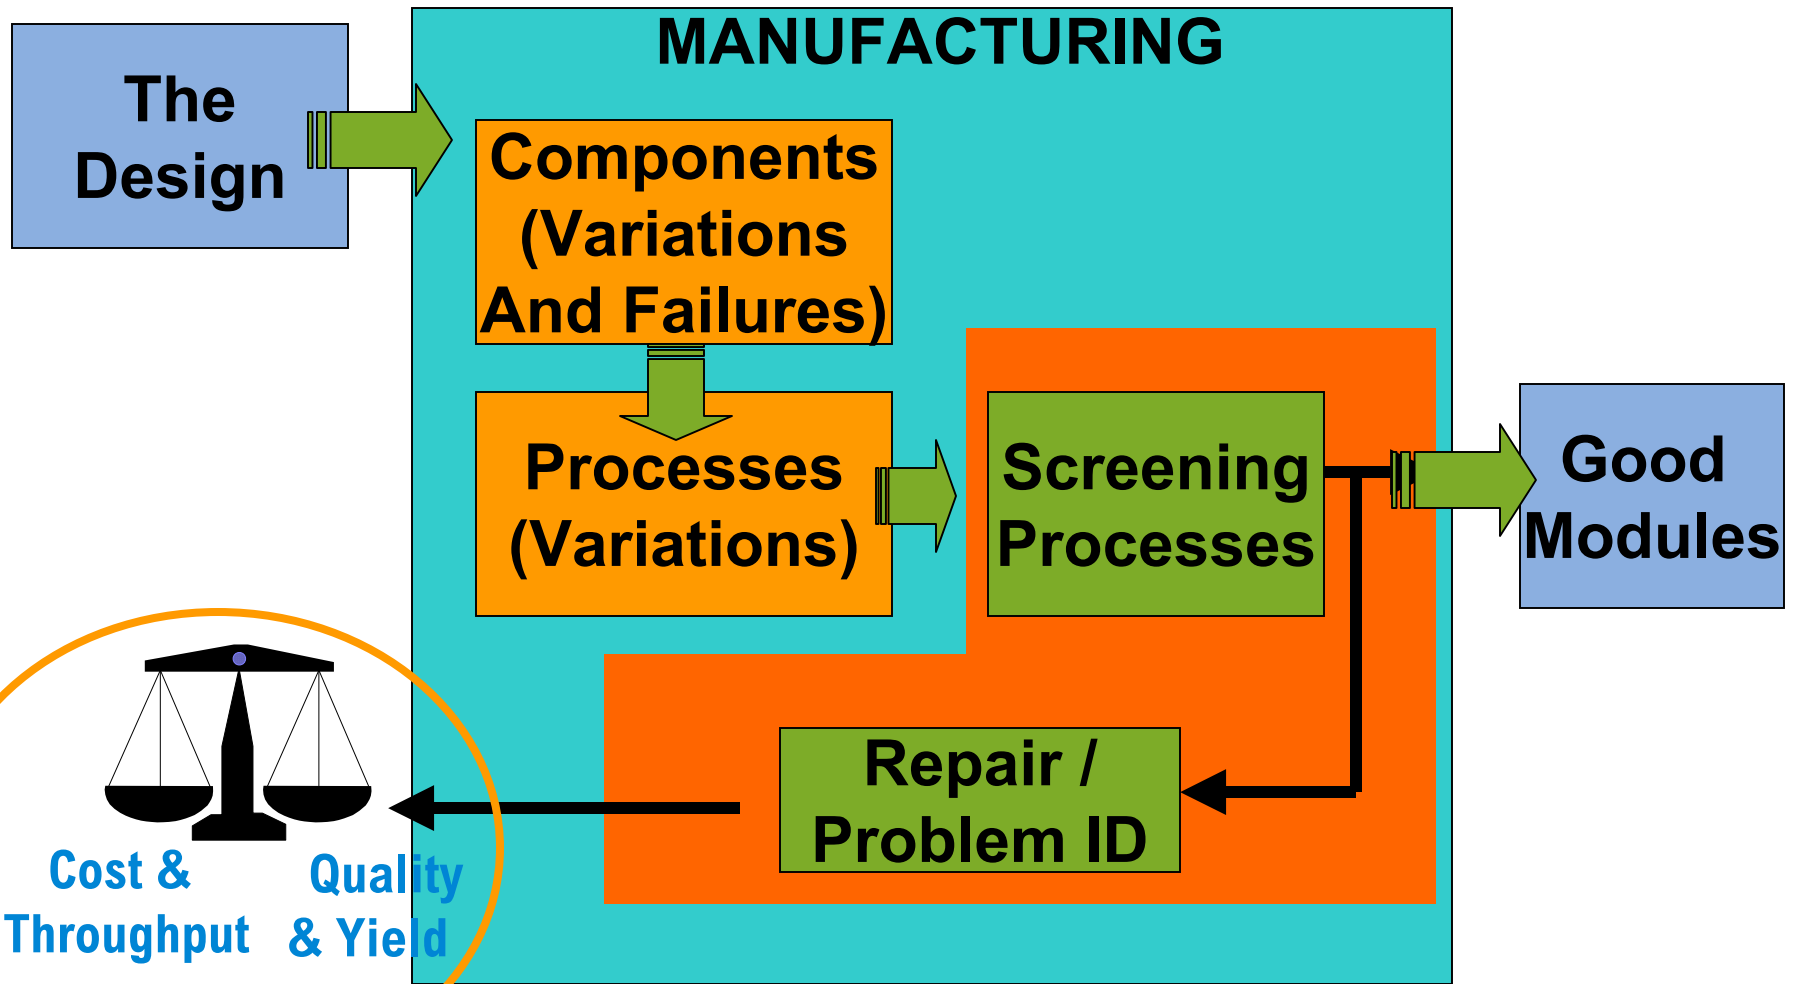 MANUFACTURING
The
Design
Components
(Variations
And Failures)
Processes
(Variations)
Screening
Processes
Good
Modules
Repair /
Problem ID
Cost &
Throughput
Quality
& Yield